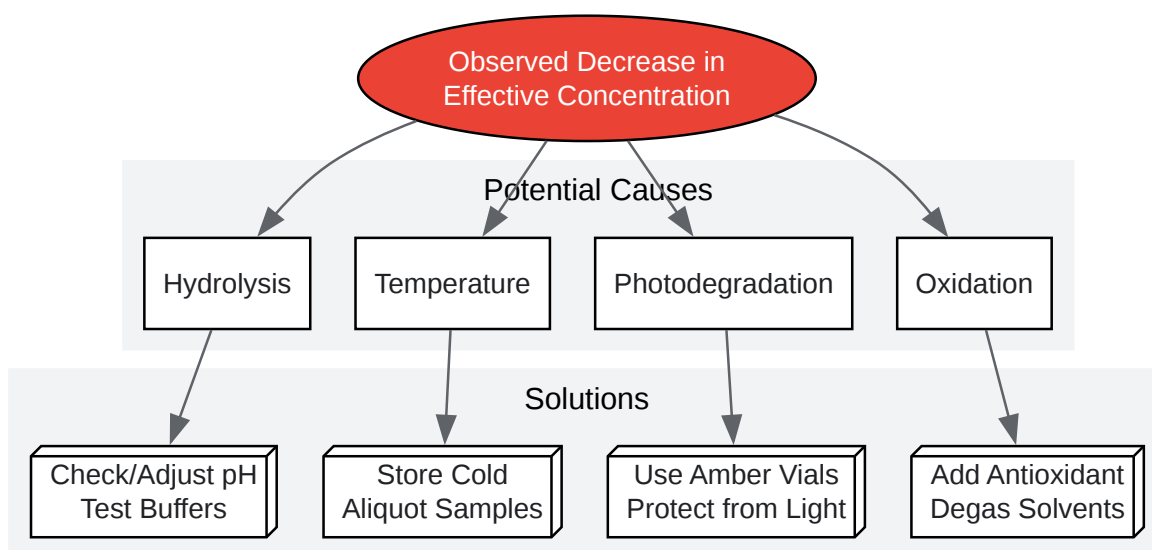 Observed Decrease in
Effective Concentration
Potential Causes
Hydrolysis
Temperature
Photodegradation
Oxidation
Solutions
Check/Adjust pH
Test Buffers
Store Cold
Aliquot Samples
Use Amber Vials
Protect from Light
Add Antioxidant
Degas Solvents